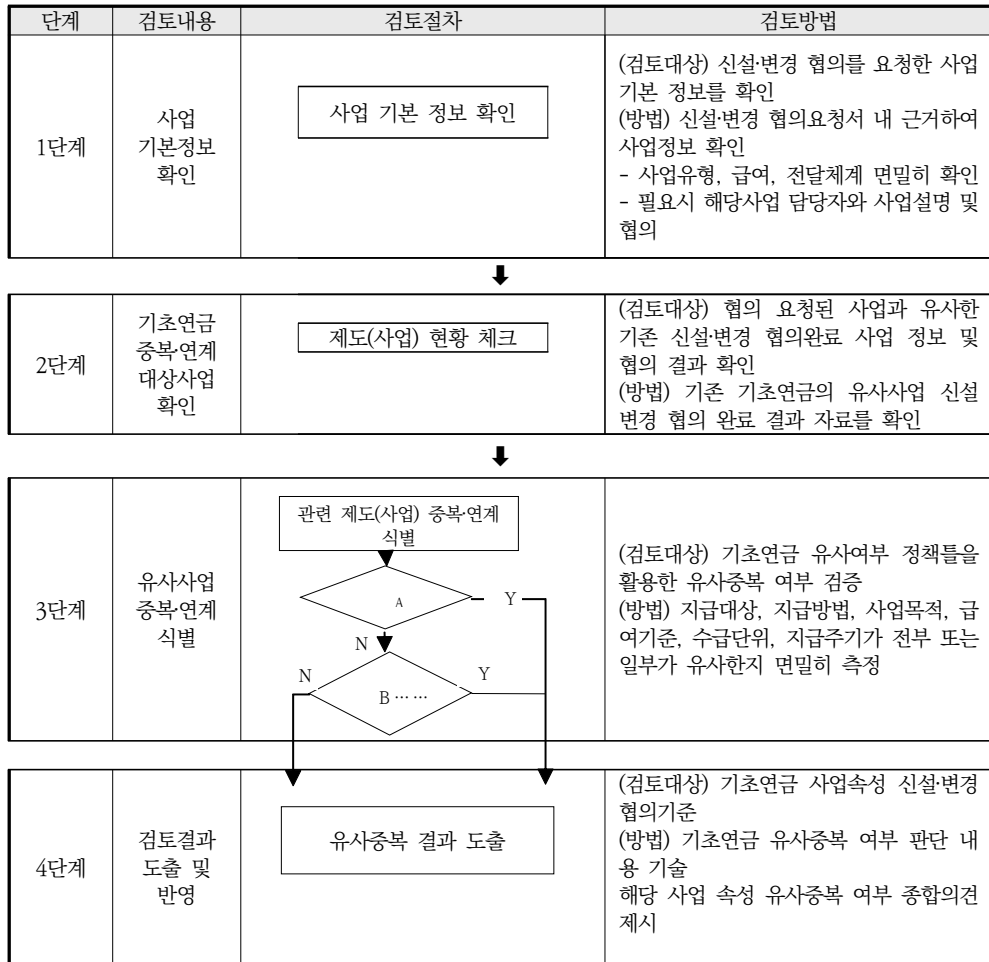 단계 검토내용 검토절차 검토방법
1단계
사업
기본정보
확인
사업 기본 정보 확인
(검토대상) 신설·변경 협의를 요청한 사업
기본 정보를 확인
(방법) 신설·변경 협의요청서 내 근거하여
사업정보 확인
- 사업유형, 급여, 전달체계 면밀히 확인
- 필요시 해당사업 담당자와 사업설명 및
협의
2단계
기초연금
중복·연계
대상사업
확인
제도(사업) 현황 체크
(검토대상) 협의 요청된 사업과 유사한
기존 신설·변경 협의완료 사업 정보 및
협의 결과 확인
(방법) 기존 기초연금의 유사사업 신설
변경 협의 완료 결과 자료를 확인
3단계
유사사업
중복·연계
식별
관련 제도(사업) 중복·연계
식별
A
Y
N
N
B ⋯ ⋯
Y
(검토대상) 기초연금 유사여부 정책틀을
활용한 유사중복 여부 검증
(방법) 지급대상, 지급방법, 사업목적, 급
여기준, 수급단위, 지급주기가 전부 또는
일부가 유사한지 면밀히 측정
4단계
검토결과
도출 및
반영
유사중복 결과 도출
(검토대상) 기초연금 사업속성 신설·변경
협의기준
(방법) 기초연금 유사중복 여부 판단 내
용 기술
해당 사업 속성 유사중복 여부 종합의견
제시